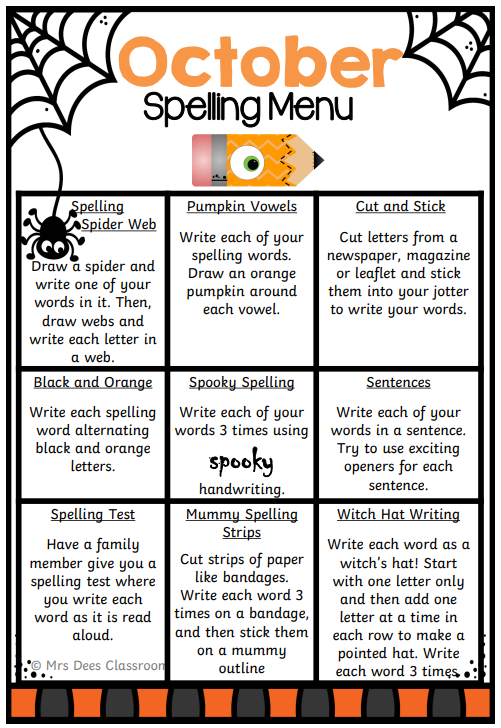 October
Spelling Menu
Spelling
Spider Web
Draw a spider and
write one of your
words in it. Then,
draw webs and
write each letter in
a web.
Pumpkin Vowels
Write each of your
spelling words.
Draw an orange
pumpkin around
each vowel.
Cut and Stick
Cut letters from a
newspaper, magazine
or leaflet and stick
them into your jotter
to write your words.
Black and Orange
Write each spelling
word alternating
black and orange
letters.
Spooky Spelling
Write each of your
words 3 times using
spooky
handwriting.
Sentences
Write each of your
words in a sentence.
Try to use exciting
openers for each
sentence.
Spelling Test
Have a family
member give you a
spelling test where
you write each
word as it is read
aloud.
Mummy Spelling
Strips
Cut strips of paper
like bandages.
Write each word 3
times on a bandage,
and then stick them
on a mummy
outline
Witch Hat Writing
Write each word as a
witch's hat! Start
with one letter only
and then add one
letter at a time in
each row to make a
pointed hat. Write
each word 3 times.
© Mrs Dees Classroom